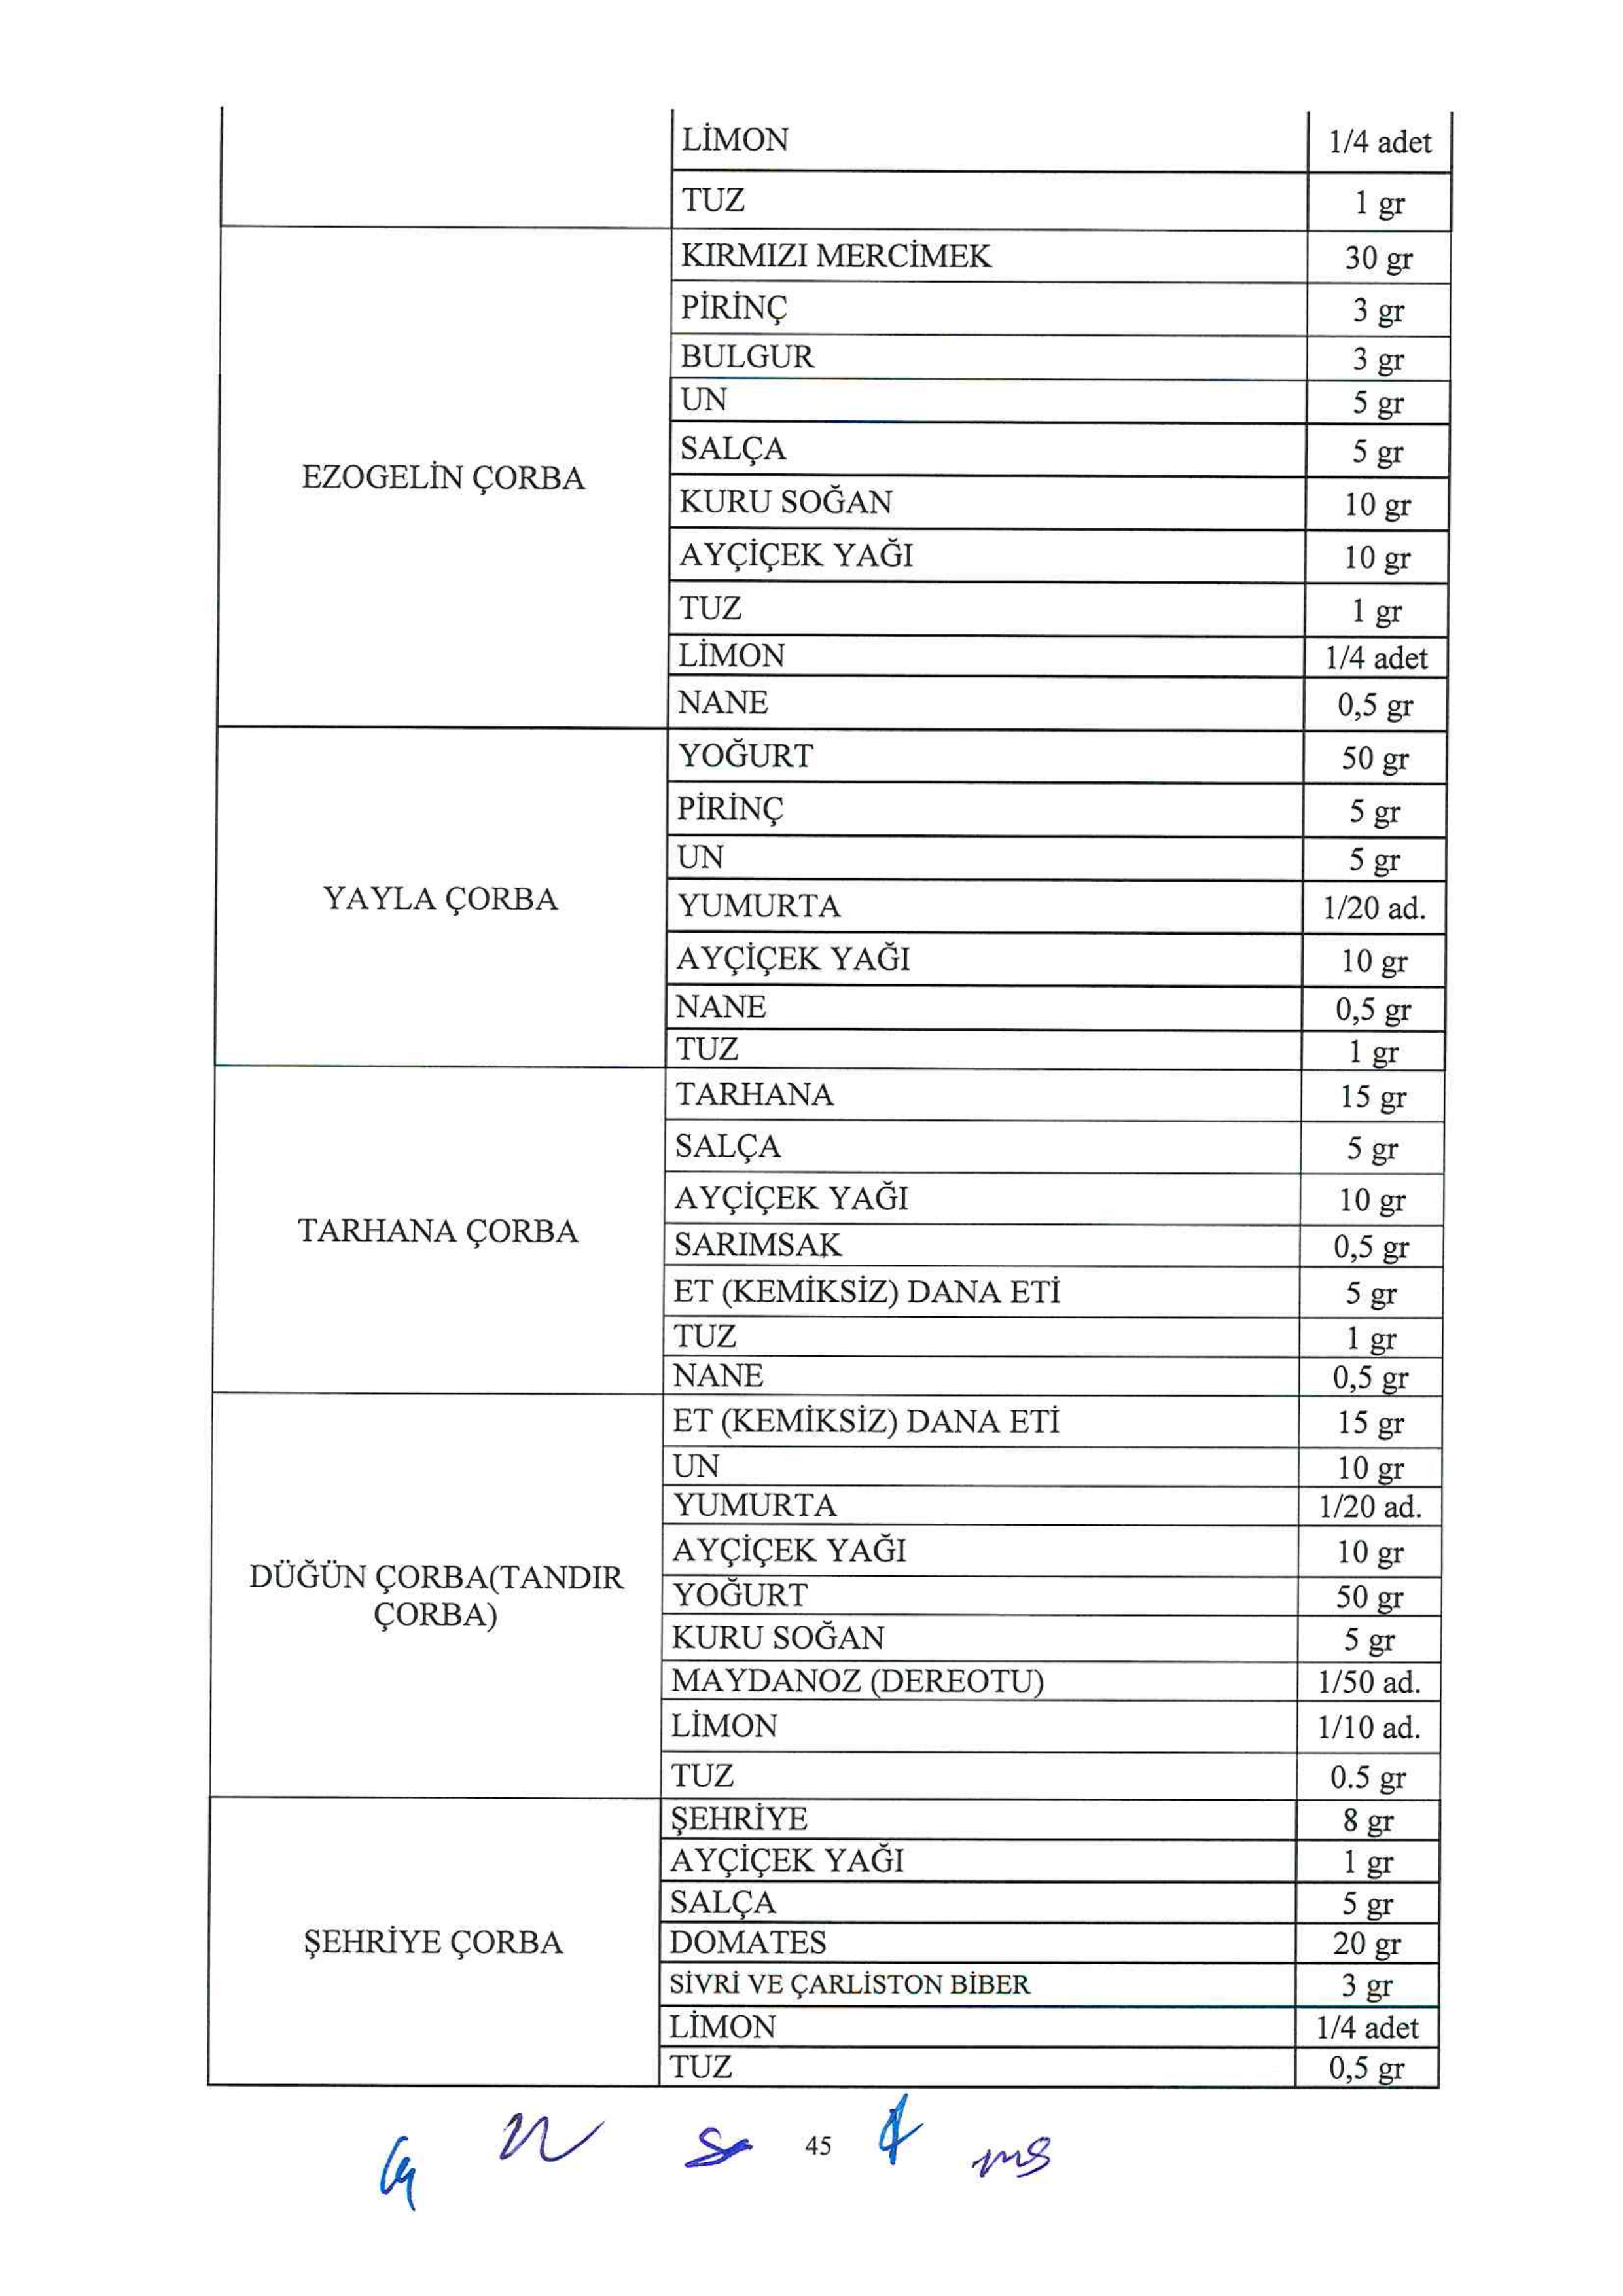 LİMON 1/4 adet
TUZ 1 gr
KIRMIZI MERCİMEK 30 gr
PİRİNÇ 3 gr
BULGUR 3 gr
UN 5 gr
SALÇA 5 gr
EZOGELİN ÇORBA
KURU SOĞAN 10 gr
AYÇİÇEK YAĞI 10 gr
TUZ 1 gr
LİMON 1/4 adet
NANE 0,5 gr
YOĞURT 50 gr
PİRİNÇ 5 gr
UN 5 gr
YAYLA ÇORBA
YUMURTA 1/20 ad.
AYÇİÇEK YAĞI 10 gr
NANE 0,5 gr
TUZ 1 gr
TARHANA 15 gr
SALÇA 5 gr
AYÇİÇEK YAĞI 10 gr
TARHANA ÇORBA
SARIMSAK 0,5 gr
ET (KEMİKSİZ) DANA ETİ 5 gr
TUZ 1 gr
NANE 0,5 gr
ET (KEMİKSİZ) DANA ETİ 15 gr
UN 10 gr
YUMURTA 1/20 ad.
AYÇİÇEK YAĞI 10 gr
DÜĞÜN ÇORBA(TANDIR
ÇORBA)
YOĞURT 50 gr
KURU SOĞAN 5 gr
MAYDANOZ (DEREOTU) 1/50 ad.
LİMON 1/10 ad.
TUZ 0.5 gr
ŞEHRİYE 8 gr
AYÇİÇEK YAĞI 1 gr
SALÇA 5 gr
ŞEHRİYE ÇORBA
DOMATES 20 gr
SİVRİ VE ÇARLİSTON BİBER 3 gr
LİMON 1/4 adet
TUZ 0,5 gr
45